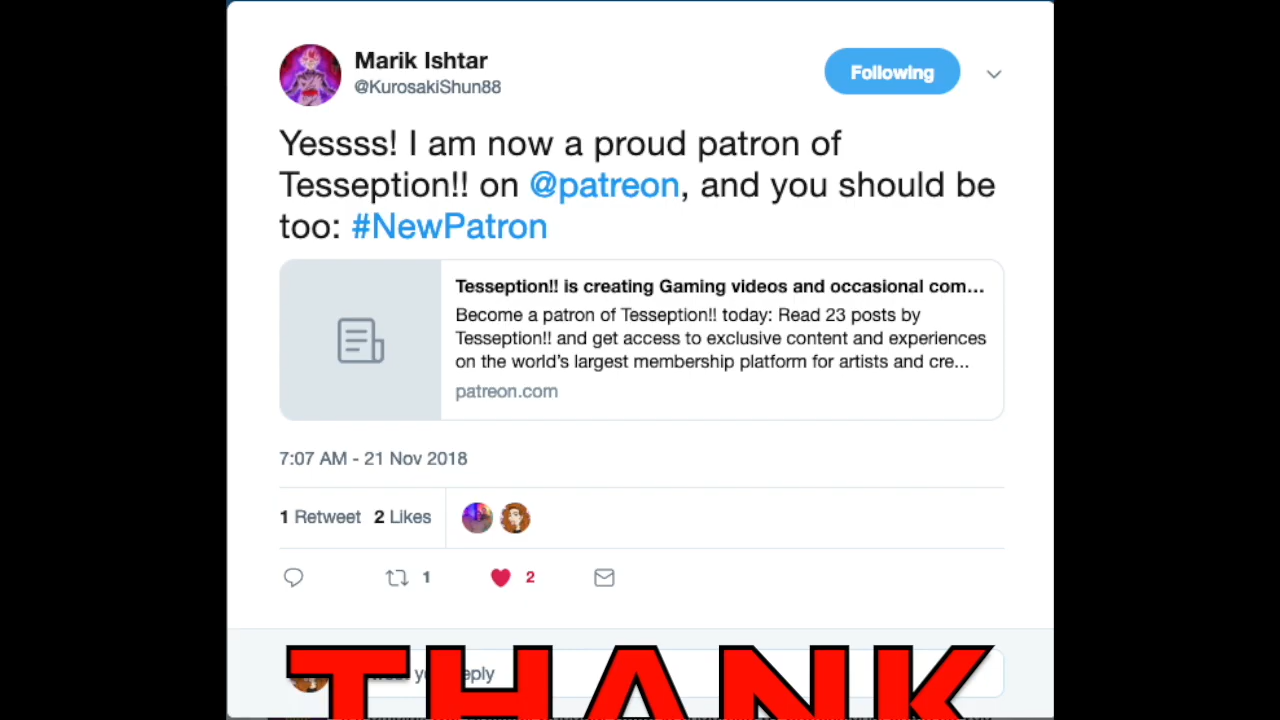 Marik Ishtar
@KurosakiShun88
Following
Yessss! I am now a proud patron of
Tesseption!! on @patreon, and you should be
too: #NewPatron
Tesseption!! is creating Gaming videos and occasional com...
Become a patron of Tesseption!! today: Read 23 posts by
Tesseption!! and get access to exclusive content and experiences
on the world's largest membership platform for artists and cre...
patreon.com
7:07 AM - 21 Nov 2018
1 Retweet 2 Likes
1 2
THANK